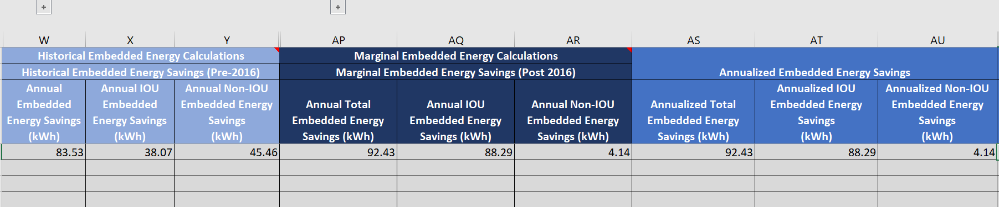 + +
W X Y AP AQ AR AS AT AU
Historical Embedded Energy Calculations
Historical Embedded Energy Savings (Pre-2016)
Annual
Embedded
Energy Savings
(kWh)
Annual IOU
Embedded
Energy Savings
(kWh)
Annual Non-IOU
Embedded Energy
Savings
(kWh)
Marginal Embedded Energy Calculations
Marginal Embedded Energy Savings (Post 2016)
Annual Total
Embedded Energy
Savings (kWh)
Annual IOU
Embedded Energy
Savings (kWh)
Annual Non-IOU
Embedded Energy
Savings (kWh)
Annualized Embedded Energy Savings
Annualized Total
Embedded Energy
Savings (kWh)
Annualized IOU
Embedded Energy
Savings
(kWh)
Annualized Non-IOU
Embedded Energy
Savings
(kWh)
83.53 38.07 45.46 92.43 88.29 4.14 92.43 88.29 4.14